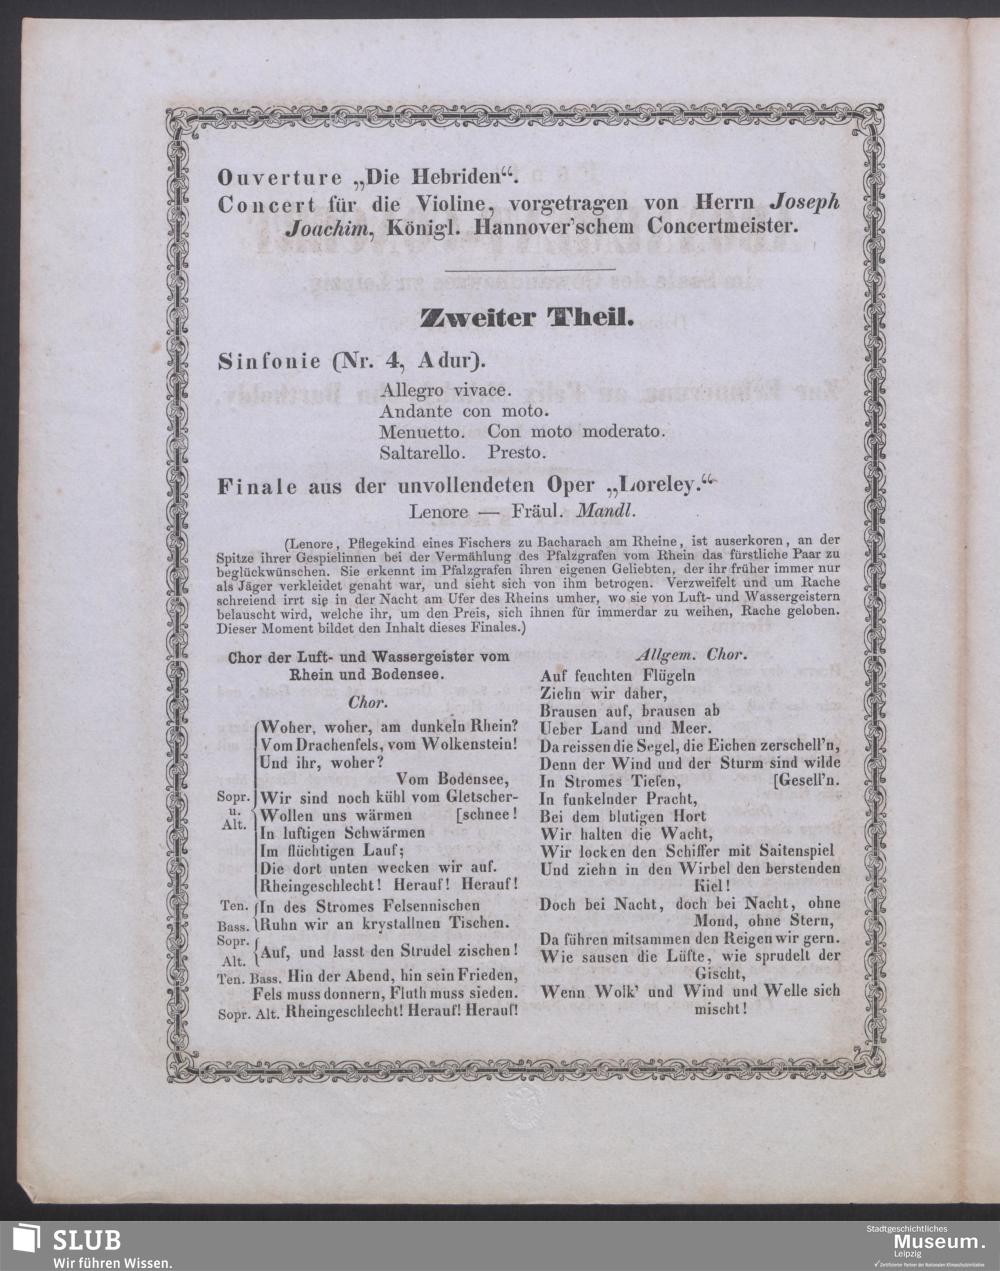 Ouverture „Die Hebriden“.
Concert für die Violine, vorgetragen von Herrn Joseph
Joachim, Königl. Hannover'schem Concertmeister.
Zweiter Theil.
Sinfonie (Nr. 4, A dur).
Allegro vivace.
Andante con moto.
Menuetto. Con moto moderato.
Saltarello. Presto.
Finale aus der unvollendeten Oper „Loreley.“
Lenore — Fräul. Mandl.
(Lenore, Pflegekind eines Fischers zu Bacharach am Rheine, ist auserkoren, an der
Spitze ihrer Gespielinnen bei der Vermählung des Pfalzgrafen vom Rhein das fürstliche Paar zu
beglückwünschen. Sie erkennt im Pfalzgrafen ihren eigenen Geliebten, der ihr früher immer nur
als Jäger verkleidet genaht war, und sieht sich von ihm betrogen. Verzweifelt und um Rache
schreiend irrt sie in der Nacht am Ufer des Rheins umher, wo sie von Luft- und Wassergeistern
belauscht wird, welche ihr, um den Preis, sich ihnen für immerdar zu weihen, Rache geloben.
Dieser Moment bildet den Inhalt dieses Finales.)
Chor der Luft- und Wassergeister vom
Rhein und Bodensee.
Chor.
Woher, woher, am dunkeln Rhein?
Vom Drachenfels, vom Wolkenstein!
Und ihr, woher?
Vom Bodensee,
Sopr. Wir sind noch kühl vom Gletscher-
u. Wollen uns wärmen [schnee!
Alt. In luftigen Schwärmen
Im flüchtigen Lauf;
Die dort unten wecken wir auf.
Rheingeschlecht! Herauf! Herauf!
Ten. In des Stromes Felsennischen
Bass. Ruhn wir an krystallnen Tischen.
Sopr.
Alt. Auf, und lasst den Strudel zischen!
Ten. Bass. Hin der Abend, hin sein Frieden,
Fels muss donnern, Fluth muss sieden.
Sopr. Alt. Rheingeschlecht! Herauf! Herauf!
Allgem. Chor.
Auf feuchten Flügeln
Ziehn wir daher,
Brausen auf, brausen ab
Ueber Land und Meer.
Da reissen die Segel, die Eichen zerschell'n,
Denn der Wind und der Sturm sind wilde
In Stromes Tiefen, [Gesell'n.
In funkelnder Pracht,
Bei dem blutigen Hort
Wir halten die Wacht,
Wir locken den Schiffer mit Saitenspiel
Und ziehn in den Wirbel den berstenden
Kiel!
Doch bei Nacht, doch bei Nacht, ohne
Mond, ohne Stern,
Da führen mitsammen den Reigen wir gern.
Wie sausen die Lüfte, wie sprudelt der
Gischt,
Wenn Wolk' und Wind und Welle sich
mischt!
SLUB
Wir führen Wissen.
Stadtgeschichtliches
Museum.
Leipzig
Zertifizierter Partner der Nationalen Klimaschutzinitiative